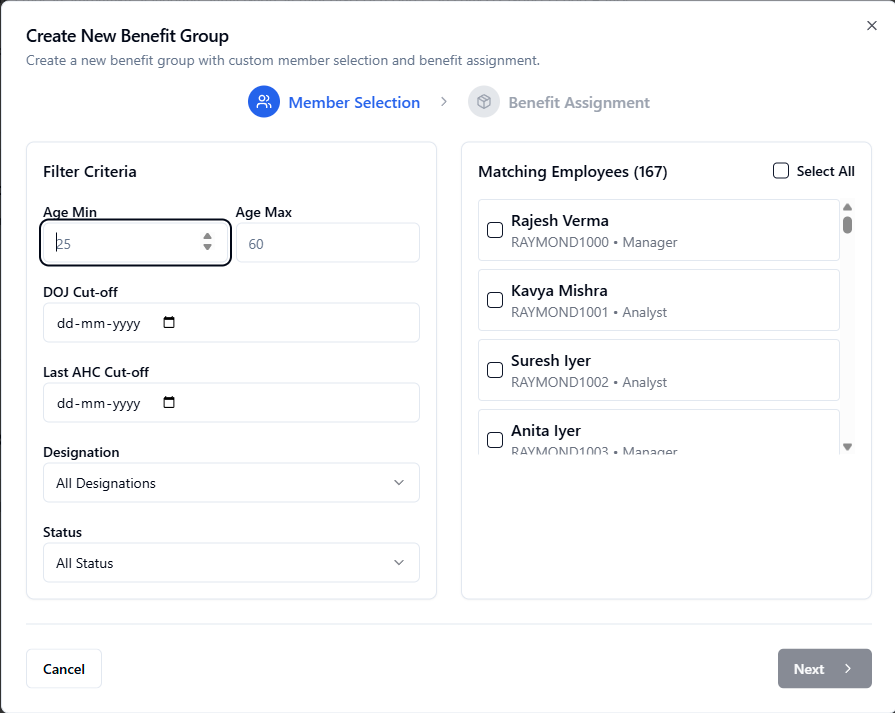 Create New Benefit Group
Create a new benefit group with custom member selection and benefit assignment.
Member Selection
Benefit Assignment
Filter Criteria
Age Min
Age Max
25
60
DOJ Cut-off
dd-mm-yyyy
Last AHC Cut-off
dd-mm-yyyy
Designation
All Designations
Status
All Status
Matching Employees (167)
Select All
Rajesh Verma
RAYMOND1000 • Manager
Kavya Mishra
RAYMOND1001 • Analyst
Suresh Iyer
RAYMOND1002 • Analyst
Anita Iyer
RAYMOND1003 • Manager
Cancel
Next